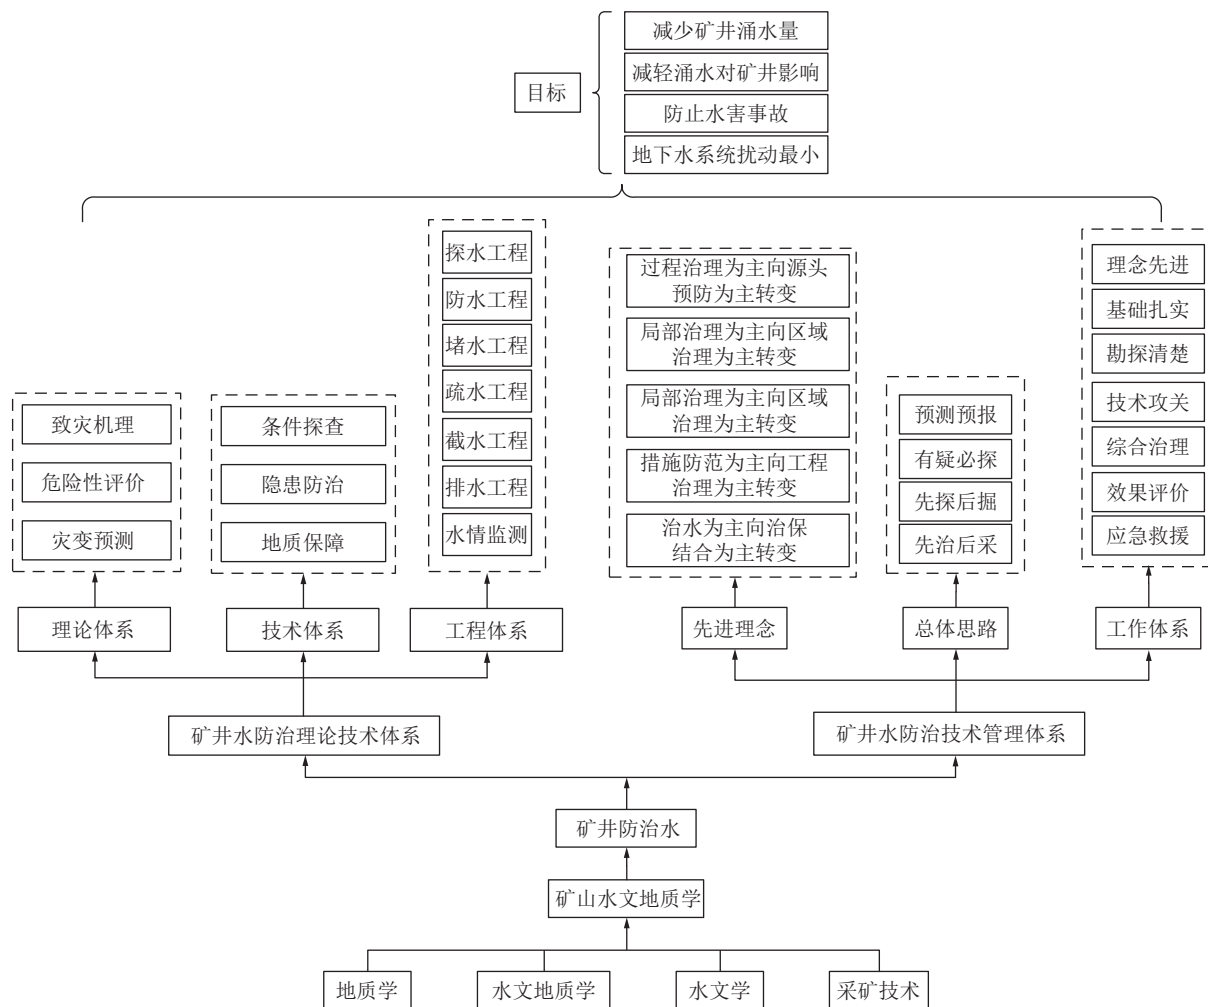 目标
减少矿井涌水量
减轻涌水对矿井影响
防止水害事故
地下水系统扰动最小
致灾机理
危险性评价
灾变预测
条件探查
隐患防治
地质保障
探水工程
防水工程
堵水工程
疏水工程
截水工程
排水工程
水情监测
过程治理为主向源头
预防为主转变
局部治理为主向区域
治理为主转变
局部治理为主向区域
治理为主转变
措施防范为主向工程
治理为主转变
治水为主向治保
结合为主转变
预测预报
有疑必探
先探后掘
先治后采
理念先进
基础扎实
勘探清楚
技术攻关
综合治理
效果评价
应急救援
理论体系
技术体系
工程体系
先进理念
总体思路
工作体系
矿井水防治理论技术体系
矿井水防治技术管理体系
矿井防治水
矿山水文地质学
地质学
水文地质学
水文学
采矿技术